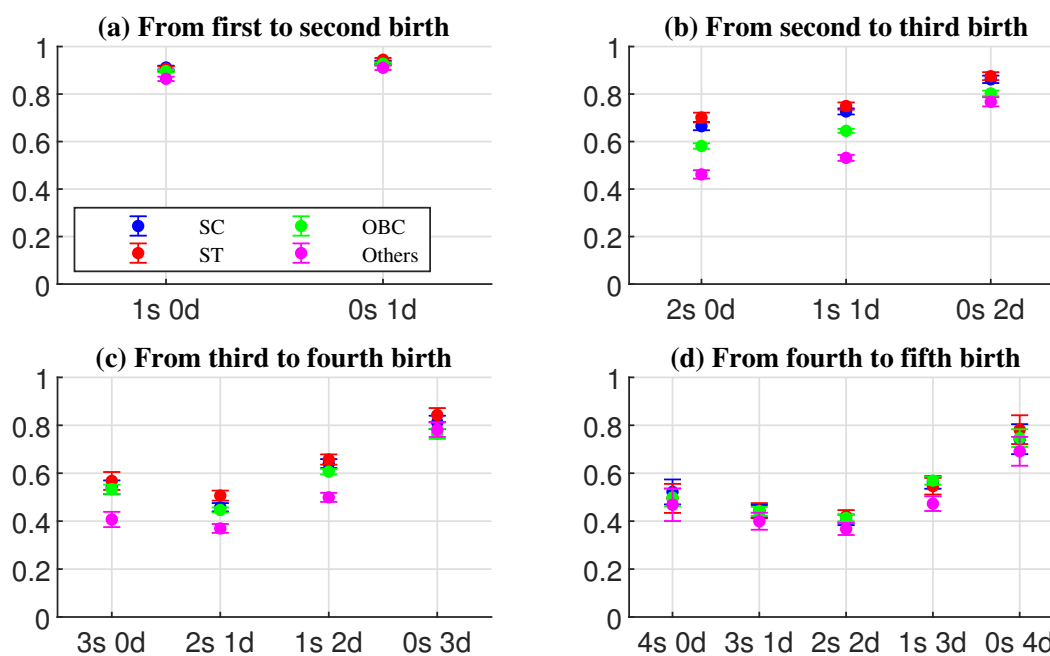 (a) From first to second birth
1
0.8
0.6
0.4
0.2
0
SC
OBC
ST
Others
1s 0d
0s 1d
(b) From second to third birth
1
0.8
0.6
0.4
0.2
0
2s 0d
1s 1d
0s 2d
(c) From third to fourth birth
1
0.8
0.6
0.4
0.2
0
3s 0d
2s 1d
1s 2d
0s 3d
(d) From fourth to fifth birth
1
0.8
0.6
0.4
0.2
0
4s 0d
3s 1d
2s 2d
1s 3d
0s 4d